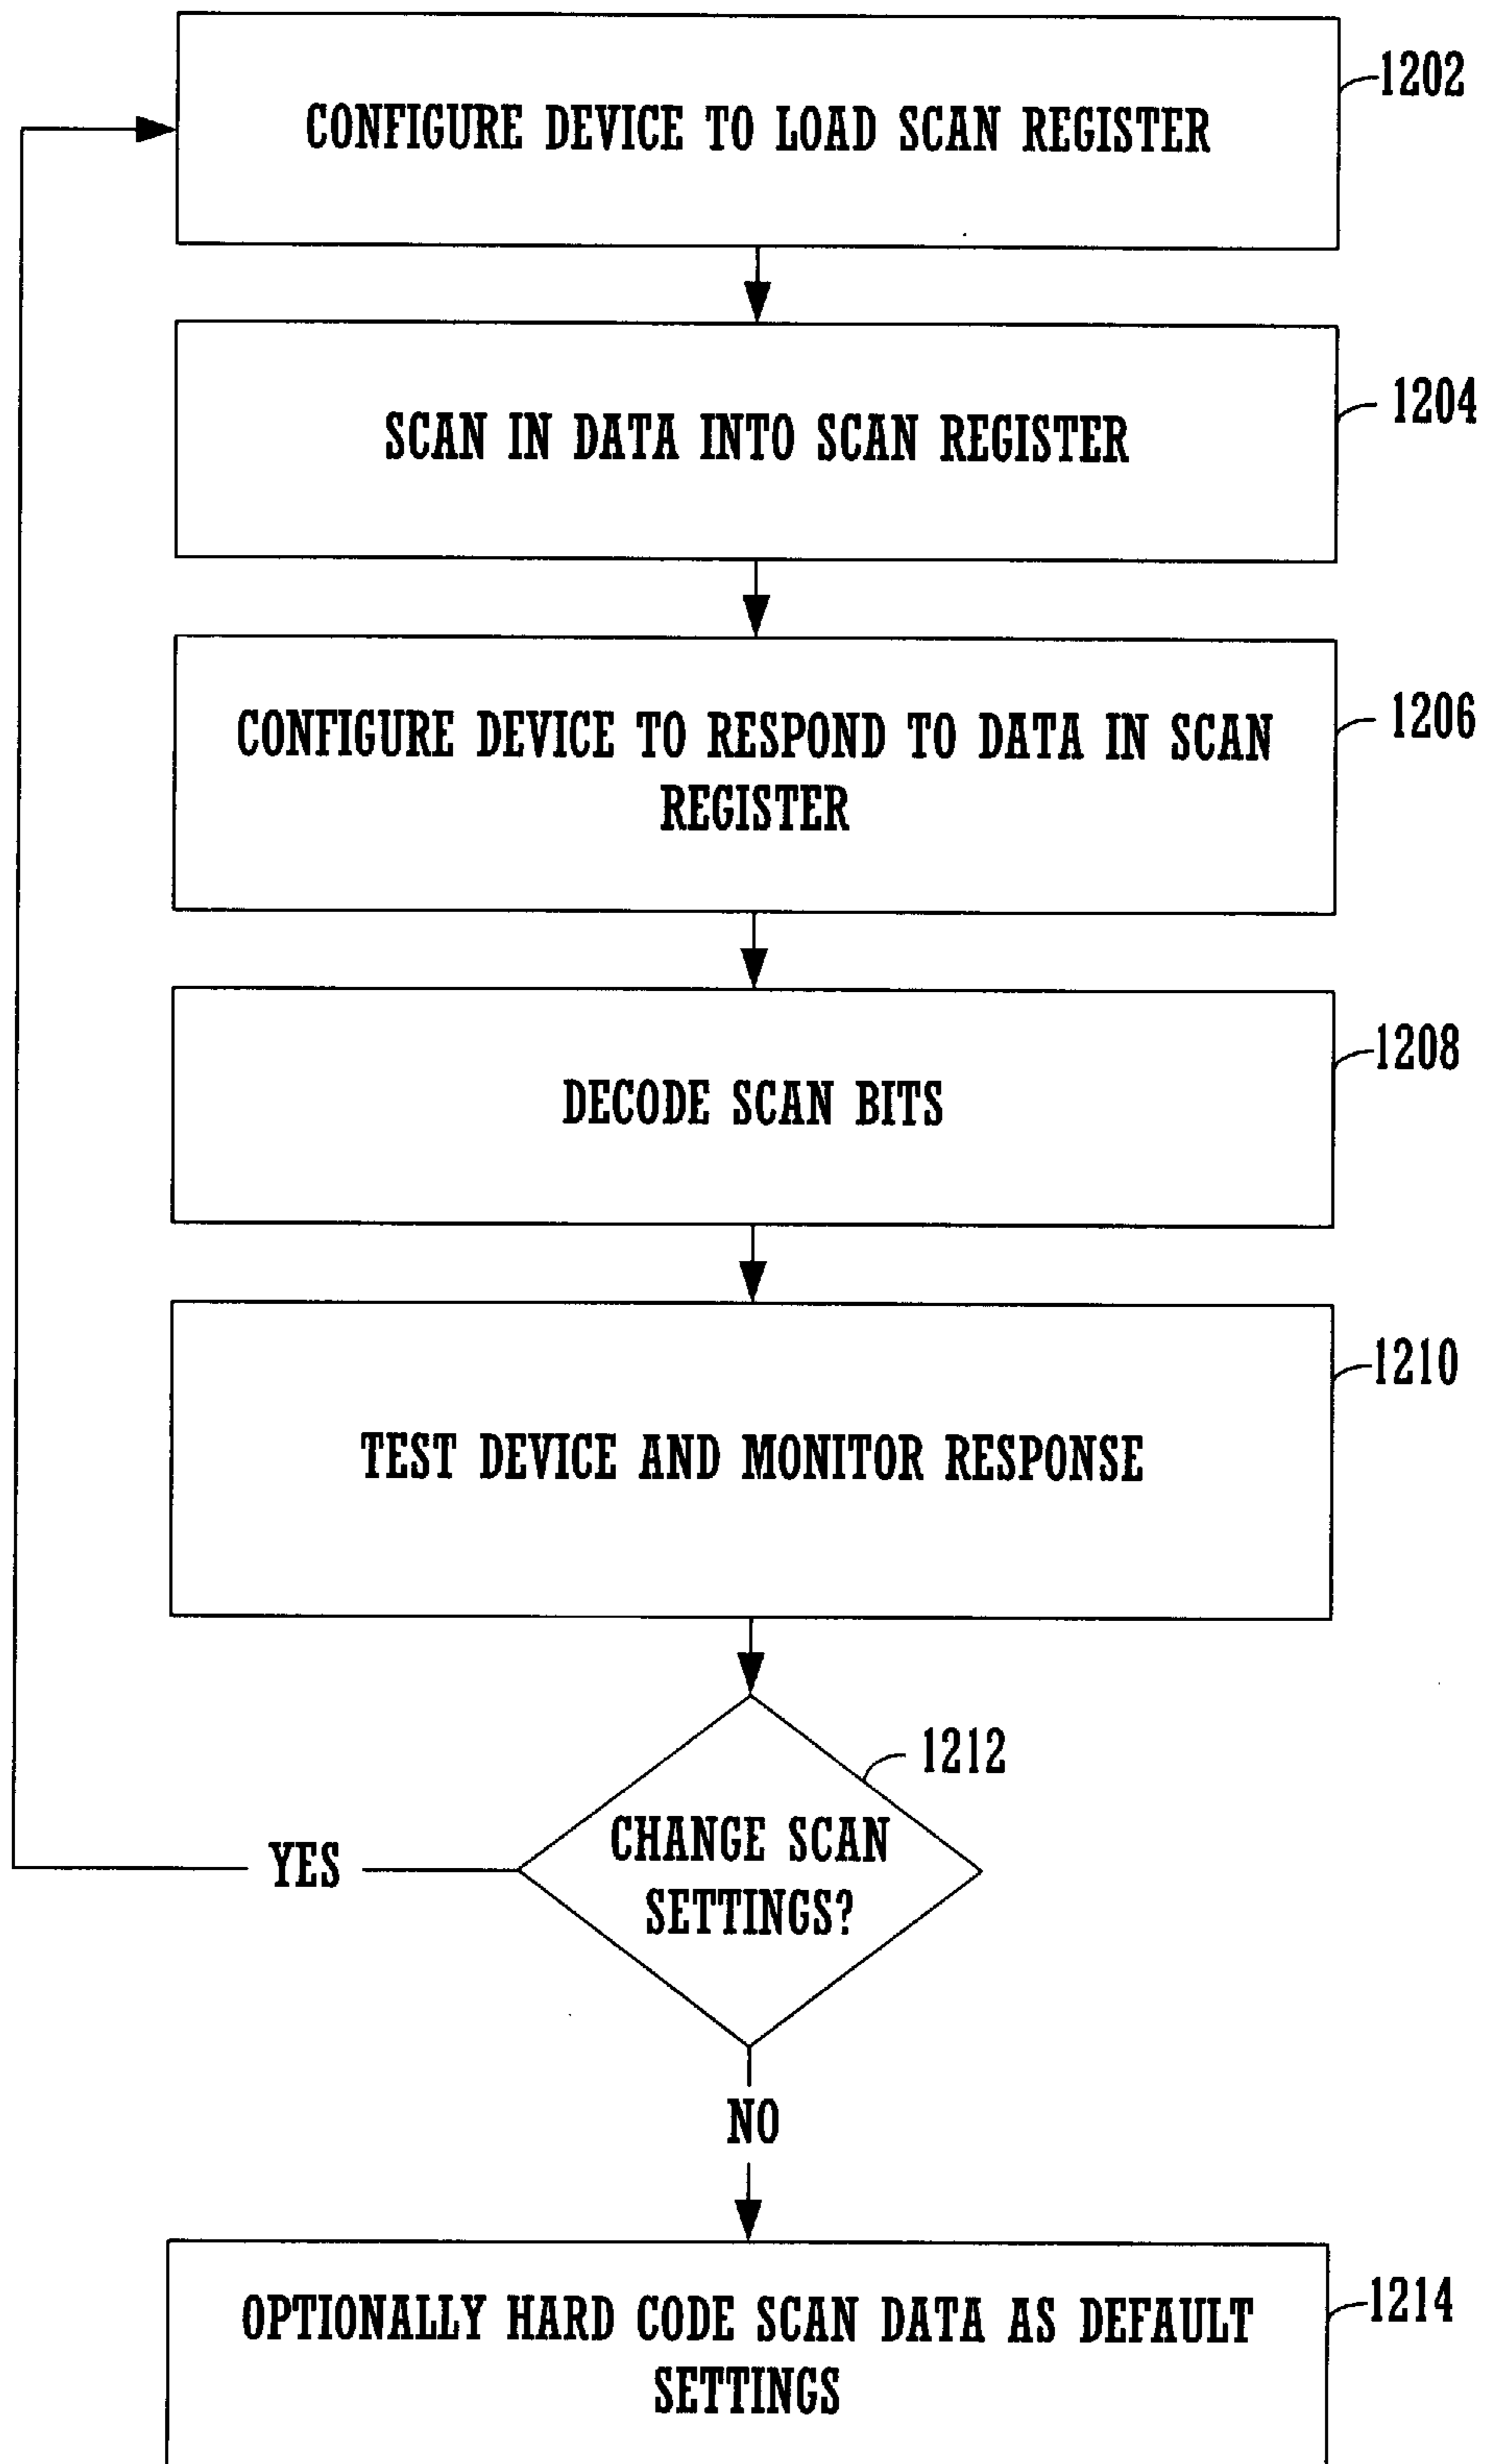 1202
CONFIGURE DEVICE TO LOAD SCAN REGISTER
1204
SCAN IN DATA INTO SCAN REGISTER
1206
CONFIGURE DEVICE TO RESPOND TO DATA IN SCAN
REGISTER
1208
DECODE SCAN BITS
1210
TEST DEVICE AND MONITOR RESPONSE
1212
CHANGE SCAN
SETTINGS?
YES
NO
1214
OPTIONALLY HARD CODE SCAN DATA AS DEFAULT
SETTINGS